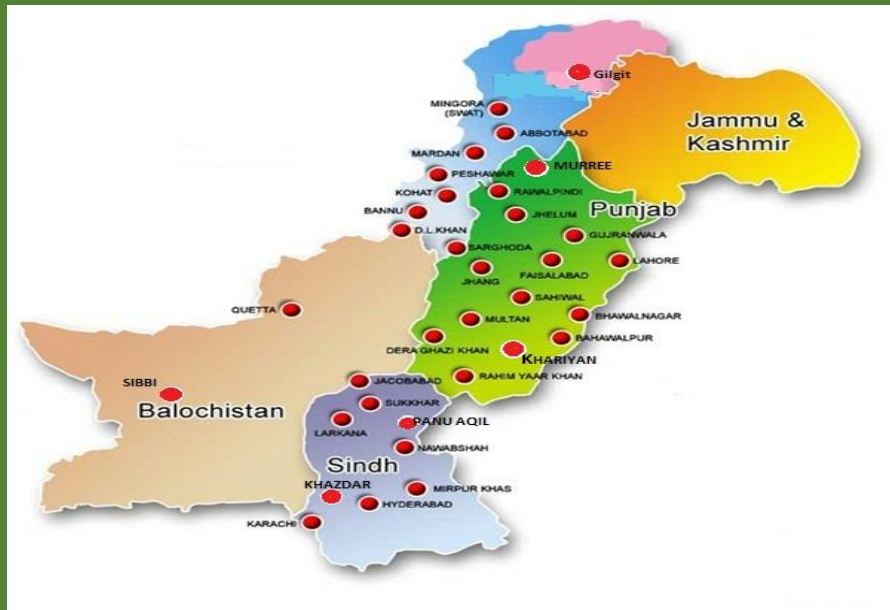 Gilgit
MINGORA
(SWAT)
ABBOTABAD
Jammu &
Kashmir
MARDAN
MURREE
PESHAWAR
KOHAT
RAWALPINDI
BANNU
JHELUM
Punjab
D.L.KHAN
GUJRANWALA
SARGHODA
LAHORE
FAISALABAD
JHANG
SAHIWAL
QUETTA
MULTAN
BHAWALNAGAR
DERA GHAZI KHAN
BAHAWALPUR
KHARIYAN
RAHIM YAAR KHAN
SIBBI
JACOBABAD
Balochistan
SUKKHAR
LARKANA
PANU AQIL
NAWABSHAH
Sindh
KHAZDAR
MIRPUR KHAS
HYDERABAD
KARACHI